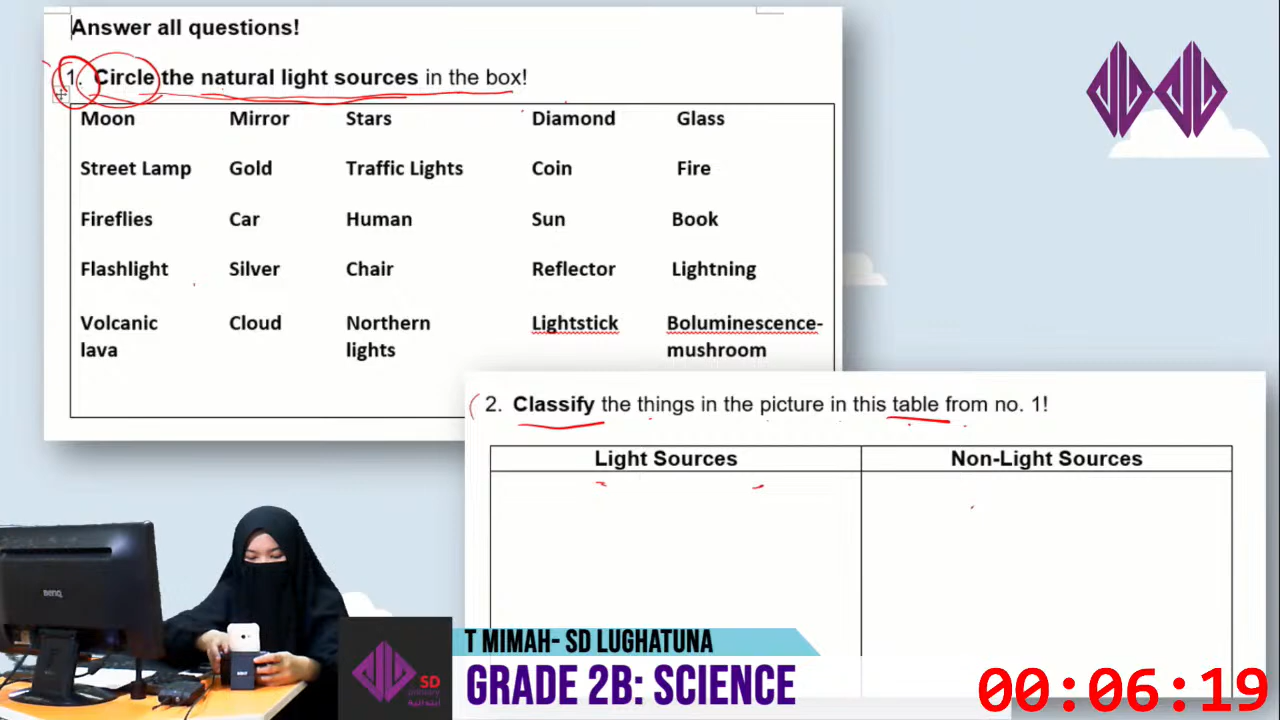 Answer all questions!
1. Circle the natural light sources in the box!
Moon Mirror Stars Diamond Glass
Street Lamp Gold Traffic Lights Coin Fire
Fireflies Car Human Sun Book
Flashlight Silver Chair Reflector Lightning
Volcanic Cloud Northern Lightstick Boluminescence-
lava lights mushroom
2. Classify the things in the picture in this table from no. 1!
Light Sources Non-Light Sources
BenQ
SD
T MIMAH- SD LUGHATUNA
GRADE 2B: SCIENCE
00:06:19